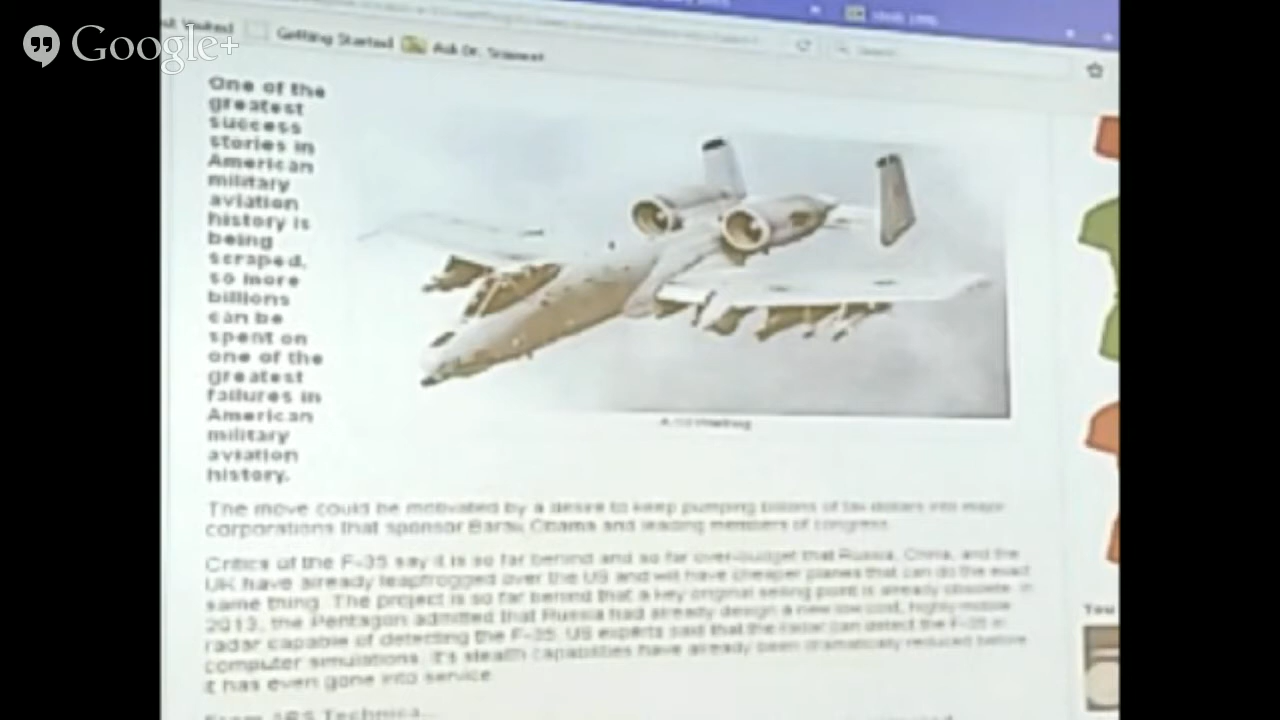 Google+
Getting Started
One of the
greatest
success
stories in
American
military
aviation
history is
being
scraped,
so more
billions
can be
spent on
one of the
greatest
failures in
American
military
aviation
history.
The move could be motivated by a desire to keep pumping billions of tax dollars into major
corporations that sponsor Barak Obama and leading members of congress.
Critics of the F-35 say it is so far behind and so far over-budget that Russia, China, and the
UK have already leapfrogged over the US and will have cheaper planes that can do the exact
same thing. The project is so far behind that a key original selling point is already obsolete. In
2013, the Pentagon admitted that Russia had already design a new low cost, highly mobile
radar capable of detecting the F-35. US experts said that the radar can detect the F-35 in
computer simulations. It's stealth capabilities have already been dramatically reduced before
it has even gone into service.
From ARS Technica...
You